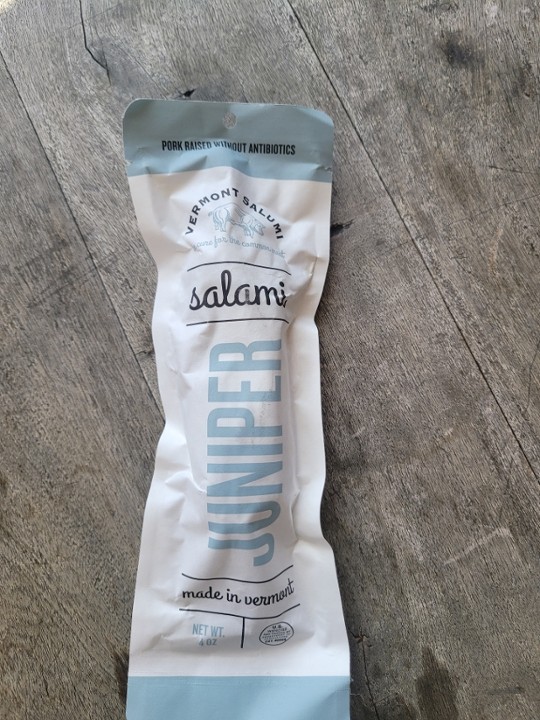 PORK RAISED WITHOUT ANTIBIOTICS
VERMONT SALUMI
salami
JUNIPER
made in vermont
NET WT.
4 OZ
U.S.